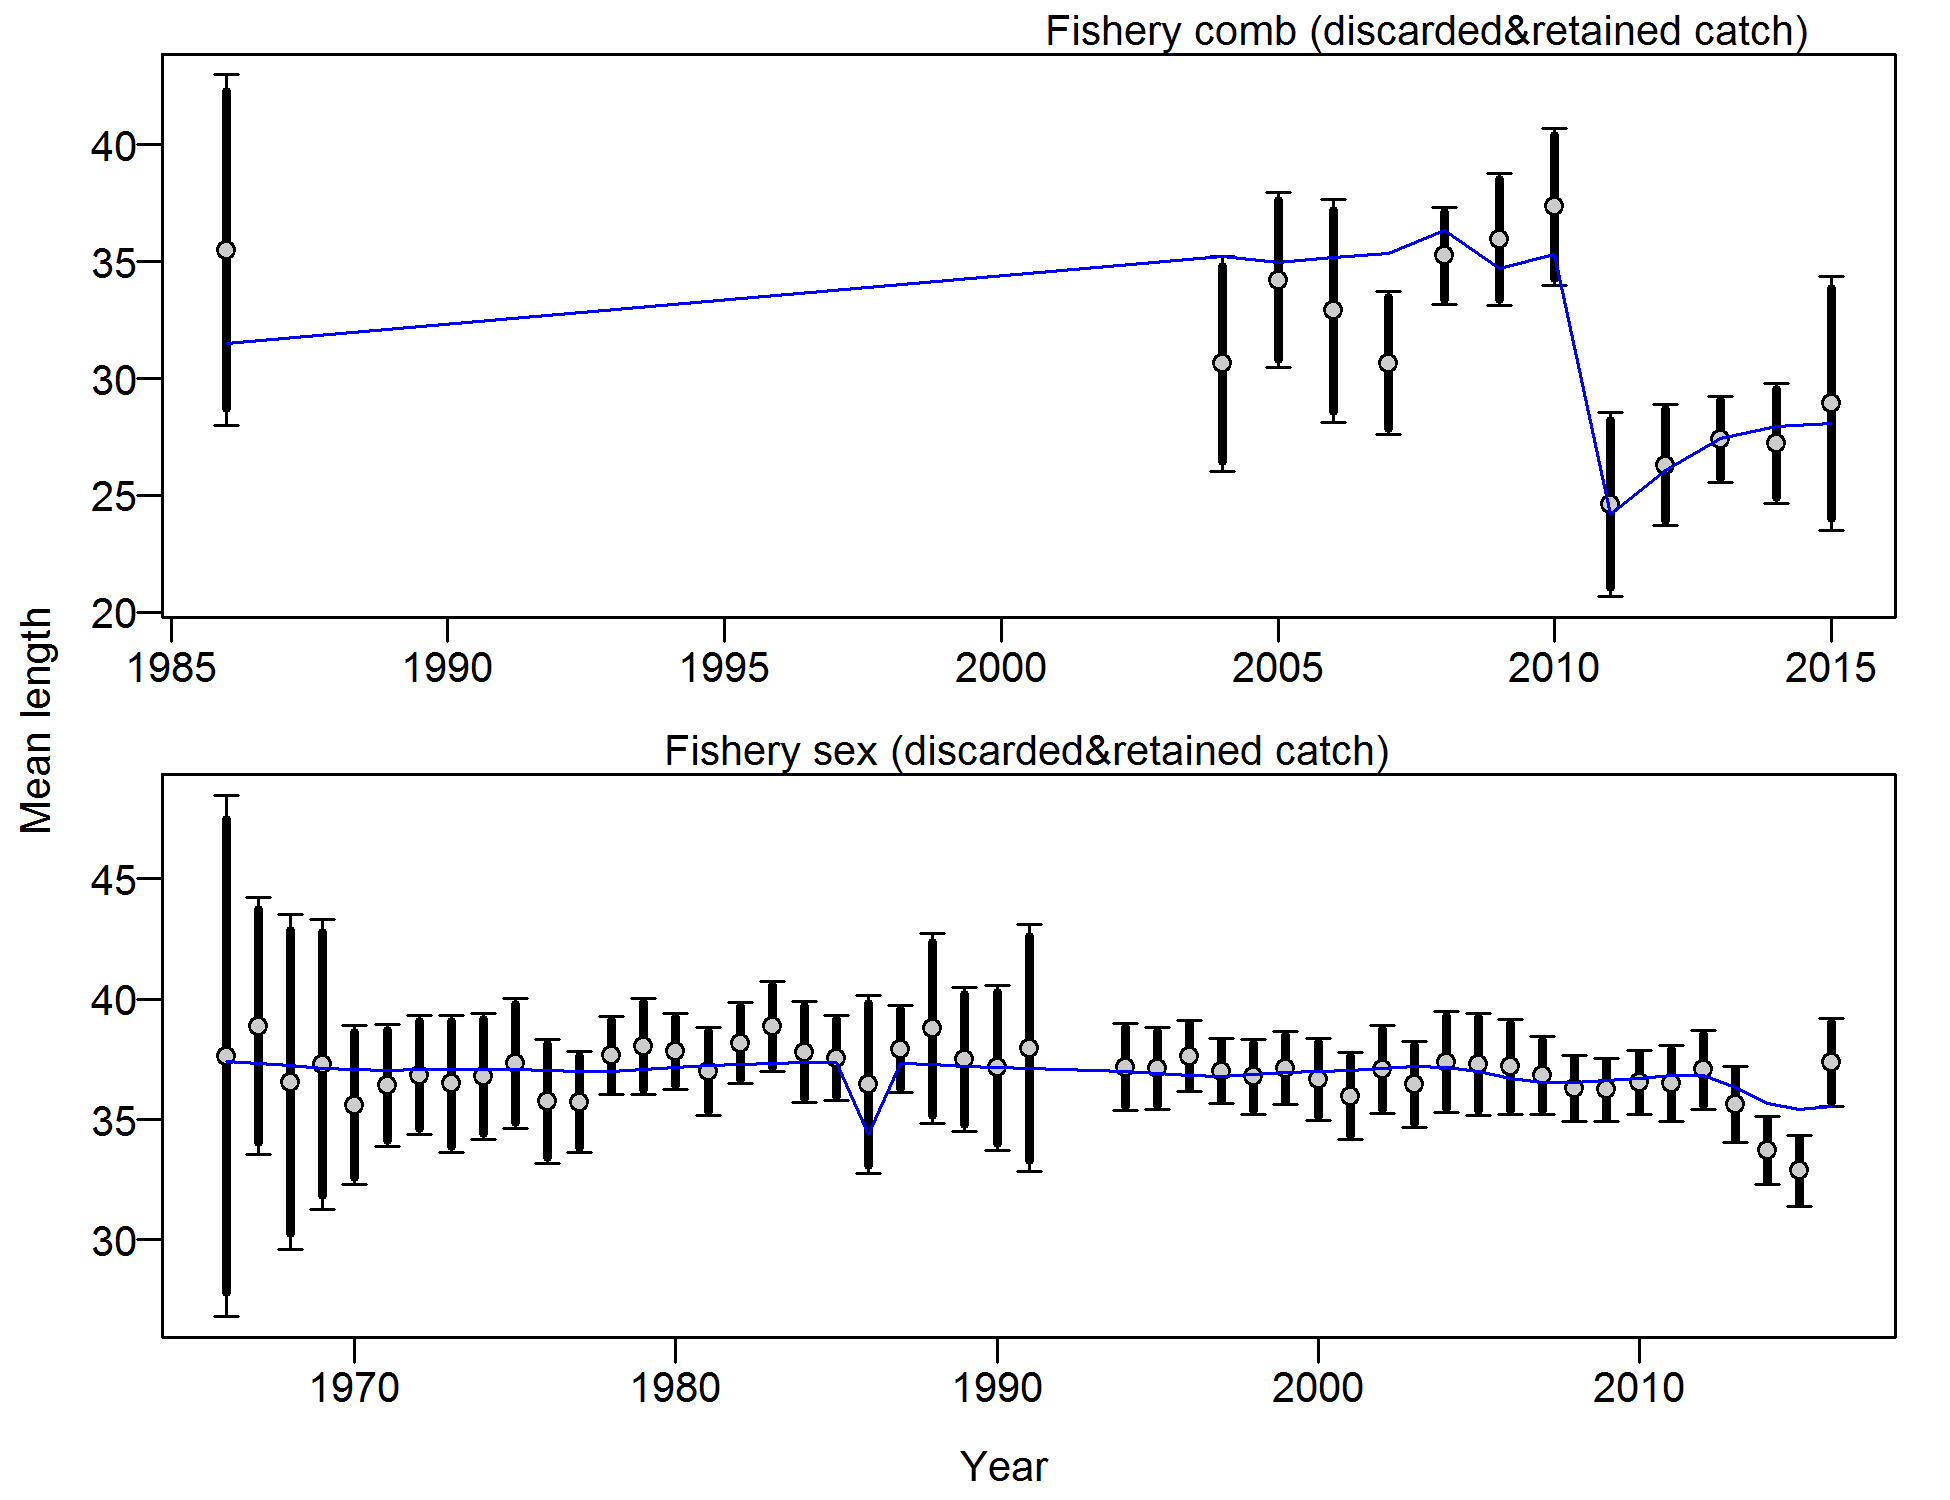 Fishery comb (discarded&retained catch)
40
35
30
25
20
1985 1990 1995 2000 2005 2010 2015
Mean length
Fishery sex (discarded&retained catch)
45
40
35
30
1970 1980 1990 2000 2010
Year